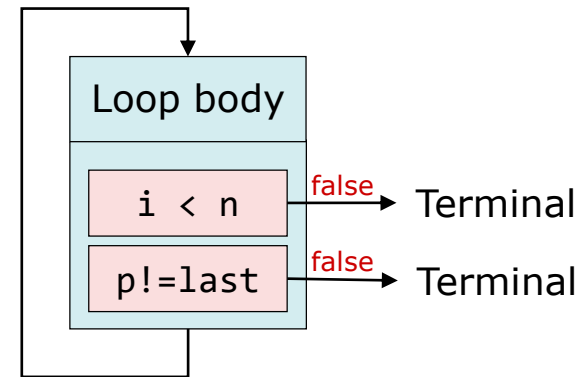 Loop body
i < n
false
Terminal
p!=last
false
Terminal